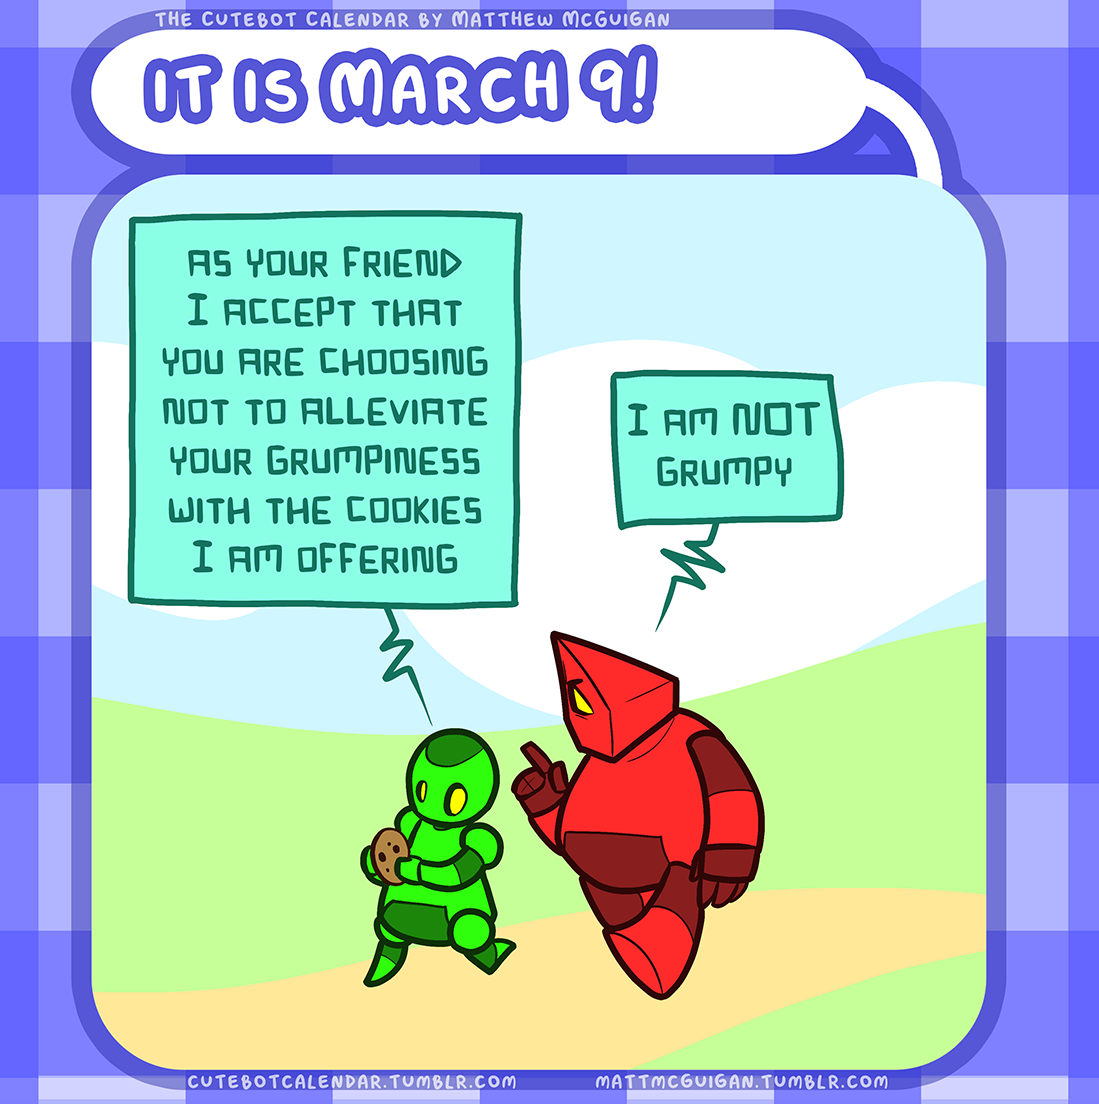 THE CUTEBOT CALENDAR BY MATTHEW MCGUIGAN
IT IS MARCH 9!
AS YOUR FRIEND
I ACCEPT THAT
YOU ARE CHOOSING
NOT TO ALLEVIATE
YOUR GRUMPINESS
WITH THE COOKIES
I AM OFFERING
I AM NOT
GRUMPY
CUTEBOTCALENDAR.TUMBLR.COM
MATTMCGUIGAN.TUMBLR.COM